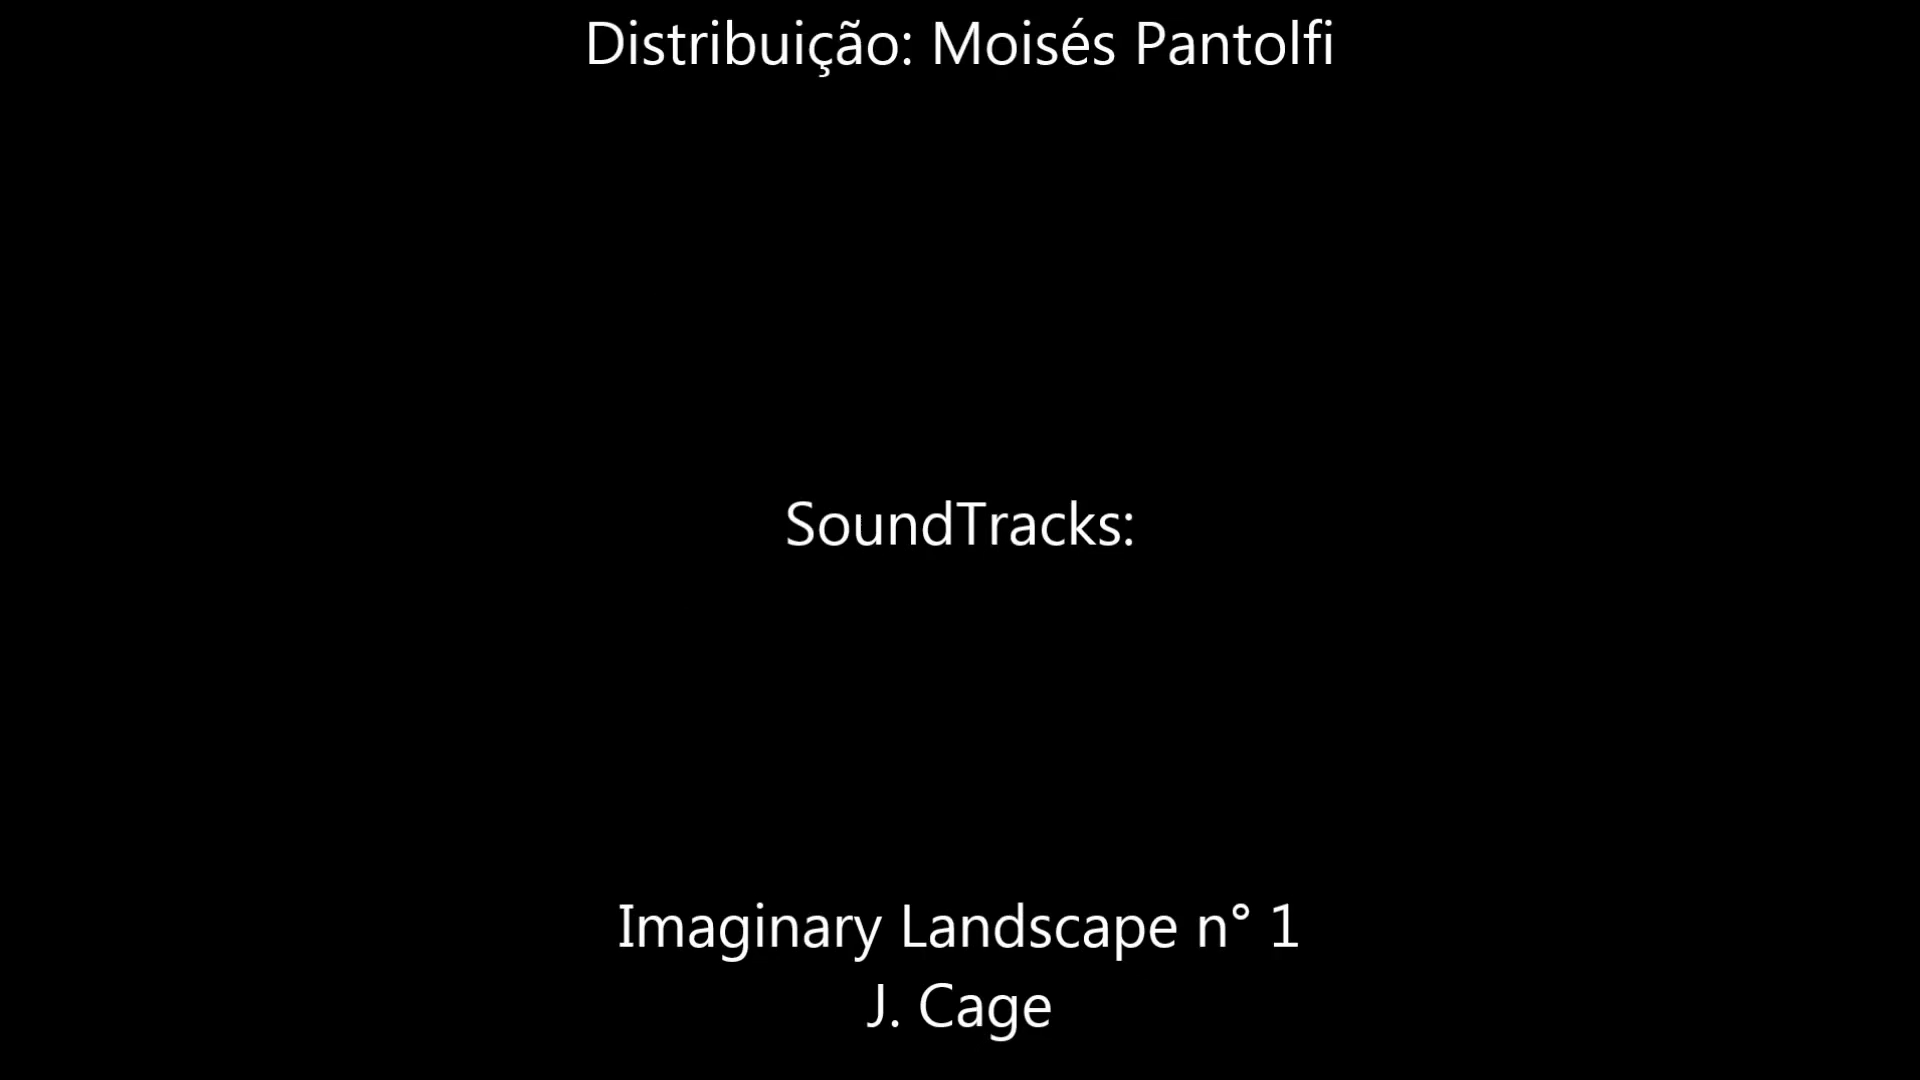 Distribuição: Moisés Pantolfi
SoundTracks:
Imaginary Landscape n° 1
J. Cage